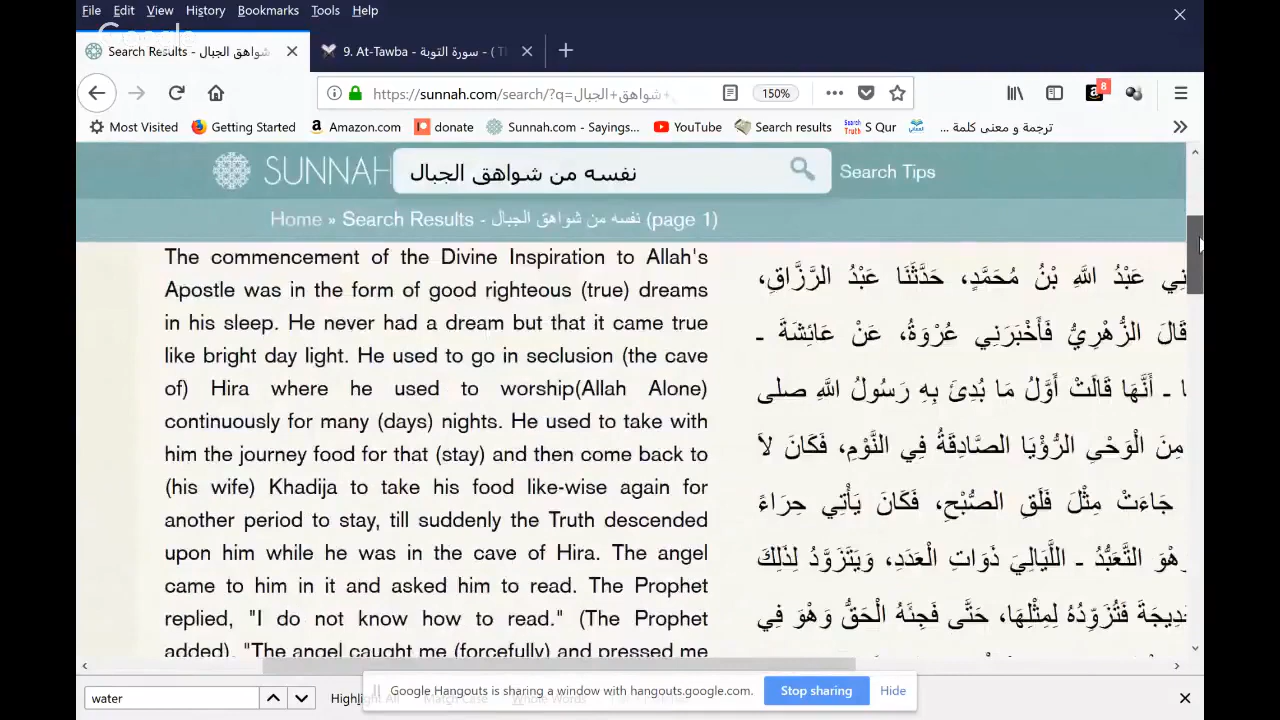 File Edit View History Bookmarks Tools Help
Google
Search Results - شواهق الجبال
9. At-Tawba - سورة التوبة - ( T
https://sunnah.com/search/?q=شواهق+الجبال+
150%
8
Most Visited Getting Started Amazon.com donate Sunnah.com - Sayings... YouTube Search results S Qur ترجمة و معنى كلمة ...
SUNNAH
نفسه من شواهق الجبال
Search Tips
Home » Search Results - نفسه من شواهق الجبال (page 1)
The commencement of the Divine Inspiration to Allah's
Apostle was in the form of good righteous (true) dreams
in his sleep. He never had a dream but that it came true
like bright day light. He used to go in seclusion (the cave
of) Hira where he used to worship(Allah Alone)
continuously for many (days) nights. He used to take with
him the journey food for that (stay) and then come back to
(his wife) Khadija to take his food like-wise again for
another period to stay, till suddenly the Truth descended
upon him while he was in the cave of Hira. The angel
came to him in it and asked him to read. The Prophet
replied, "I do not know how to read." (The Prophet
added), "The angel caught me (forcefully) and pressed me
ني عَبْدُ اللَّهِ بْنُ مُحَمَّدٍ، حَدَّثَنَا عَبْدُ الرَّزَّاقِ،
قَالَ الزُّهْرِيُّ فَأَخْبَرَنِي عُرْوَةُ، عَنْ عَائِشَةَ ـ
ا ـ أَنَّهَا قَالَتْ أَوَّلُ مَا بُدِئَ بِهِ رَسُولُ اللَّهِ صلى
مِنَ الْوَحْىِ الرُّؤْيَا الصَّادِقَةُ فِي النَّوْمِ، فَكَانَ لاَ
جَاءَتْ مِثْلَ فَلَقِ الصُّبْحِ، فَكَانَ يَأْتِي حِرَاءً
هْوَ التَّعَبُّدُ ـ اللَّيَالِيَ ذَوَاتِ الْعَدَدِ، وَيَتَزَوَّدُ لِذَلِكَ
دِيجَةَ فَتُزَوِّدُهُ لِمِثْلِهَا، حَتَّى فَجِئَهُ الْحَقُّ وَهْوَ فِي
water
Highlight All Match Case Whole Words
Google Hangouts is sharing a window with hangouts.google.com.
Stop sharing
Hide